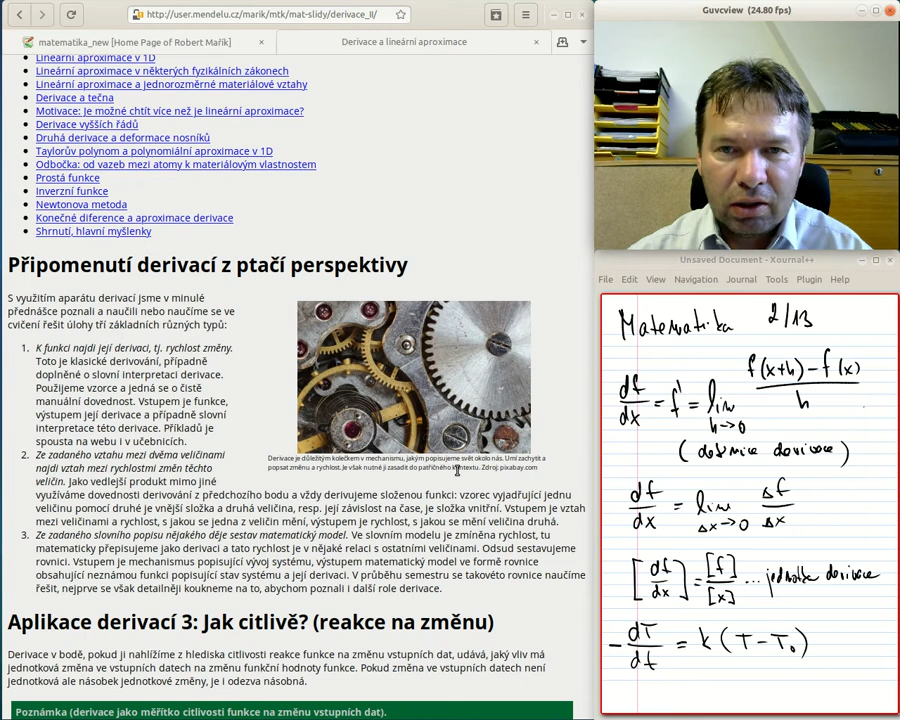 http://user.mendelu.cz/marik/mtk/mat-slidy/derivace_II/
matematika_new [Home Page of Robert Mařík]
Derivace a lineární aproximace
Lineární aproximace v 1D
Lineární aproximace v některých fyzikálních zákonech
Lineární aproximace a jednorozměrné materiálové vztahy
Derivace a tečna
Motivace: Je možné chtít více než je lineární aproximace?
Derivace vyšších řádů
Druhá derivace a deformace nosníků
Taylorův polynom a polynomiální aproximace v 1D
Odbočka: od vazeb mezi atomy k materiálovým vlastnostem
Prostá funkce
Inverzní funkce
Newtonova metoda
Konečné diference a aproximace derivace
Shrnutí, hlavní myšlenky
Připomenutí derivací z ptačí perspektivy
S využitím aparátu derivací jsme v minulé
přednášce poznali a naučili nebo naučíme se ve
cvičení řešit úlohy tří základních různých typů:
1. K funkci najdi její derivaci, tj. rychlost změny.
Toto je klasické derivování, případně
doplněné o slovní interpretaci derivace.
Použijeme vzorce a jedná se o čistě
manuální dovednost. Vstupem je funkce,
výstupem její derivace a případně slovní
interpretace této derivace. Příkladů je
spousta na webu i v učebnicích.
2. Ze zadaného vztahu mezi dvěma veličinami
najdi vztah mezi rychlostmi změn těchto
veličin. Jako vedlejší produkt mimo jiné
využíváme dovednosti derivování z předchozího bodu a vždy derivujeme složenou funkci: vzorec vyjadřující jednu
veličinu pomocí druhé je vnější složka a druhá veličina, resp. její závislost na čase, je složka vnitřní. Vstupem je vztah
mezi veličinami a rychlost, s jakou se jedna z veličin mění, výstupem je rychlost, s jakou se mění veličina druhá.
3. Ze zadaného slovního popisu nějakého děje sestav matematický model. Ve slovním modelu je zmíněna rychlost, tu
matematicky přepisujeme jako derivaci a tato rychlost je v nějaké relaci s ostatními veličinami. Odsud sestavujeme
rovnici. Vstupem je mechanismus popisující vývoj systému, výstupem matematický model ve formě rovnice
obsahující neznámou funkci popisující stav systému a její derivaci. V průběhu semestru se takovéto rovnice naučíme
řešit, nejprve se však detailněji koukneme na to, abychom poznali i další role derivace.
Derivace je důležitým kolečkem v mechanismu, jakým popisujeme svět okolo nás. Umí zachytit a
popsat změnu a rychlost. Je však nutné ji zasadit do patřičného kontextu. Zdroj: pixabay.com
Aplikace derivací 3: Jak citlivě? (reakce na změnu)
Derivace v bodě, pokud ji nahlížíme z hlediska citlivosti reakce funkce na změnu vstupních dat, udává, jaký vliv má
jednotková změna ve vstupních datech na změnu funkční hodnoty funkce. Pokud změna ve vstupních datech není
jednotková ale násobek jednotkové změny, je i odezva násobná.
Poznámka (derivace jako měřítko citlivosti funkce na změnu vstupních dat).
Guvcview (24.80 fps)
Unsaved Document - Xournal++
File Edit View Navigation Journal Tools Plugin Help
Matematika 2/13
df/dx = f' = lim h→0 (f(x+h) - f(x))/h
(definice derivace)
df/dx = lim Δx→0 Δf/Δx
[df/dx] = [f]/[x] ... jednotka derivace
- dT/dt = k (T - T₀)